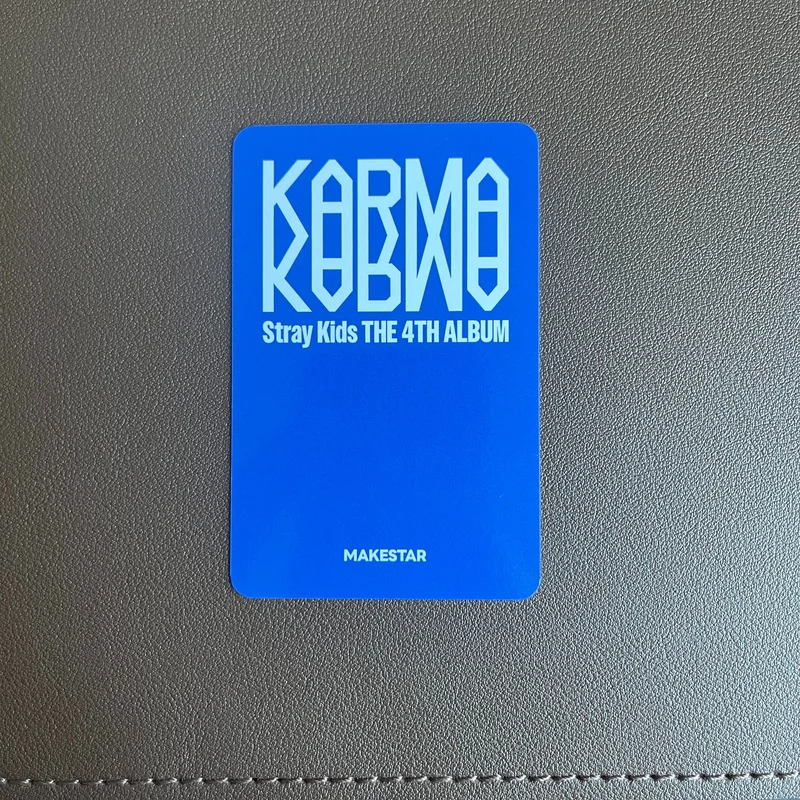 KARMA
Stray Kids THE 4TH ALBUM
MAKESTAR